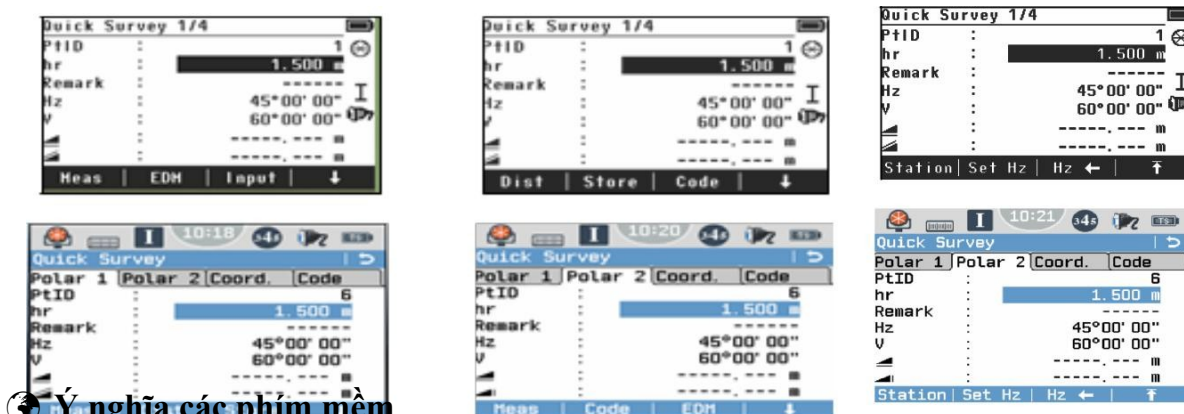 Quick Survey 1/4
PtID : 1
hr : 1.500 m
Remark : ------
Hz : 45°00'00"
V : 60°00'00"
: -----.--- m
: -----.--- m
Meas | EDM | Input | ↓
Quick Survey 1/4
PtID : 1
hr : 1.500 m
Remark : ------
Hz : 45°00'00"
V : 60°00'00"
: -----.--- m
: -----.--- m
Dist | Store | Code | ↓
Quick Survey 1/4
PtID : 1
hr : 1.500 m
Remark : ------
Hz : 45°00'00"
V : 60°00'00"
: -----.--- m
: -----.--- m
Station | Set Hz | Hz ← | ↑
I 10:18 345 TS
Quick Survey
Polar 1 Polar 2 Coord. Code
PtID : 6
hr : 1.500 m
Remark : ------
Hz : 45°00'00"
V : 60°00'00"
: -----.--- m
: -----.--- m
I 10:20 345 TS
Quick Survey
Polar 1 Polar 2 Coord. Code
PtID : 6
hr : 1.500 m
Remark : ------
Hz : 45°00'00"
V : 60°00'00"
: -----.--- m
: -----.--- m
Meas | Code | EDM | ↓
I 10:21 345 TS
Quick Survey
Polar 1 Polar 2 Coord. Code
PtID : 6
hr : 1.500 m
Remark : ------
Hz : 45°00'00"
V : 60°00'00"
: -----.--- m
: -----.--- m
Station | Set Hz | Hz ← | ↑
Ý nghĩa các phím mềm